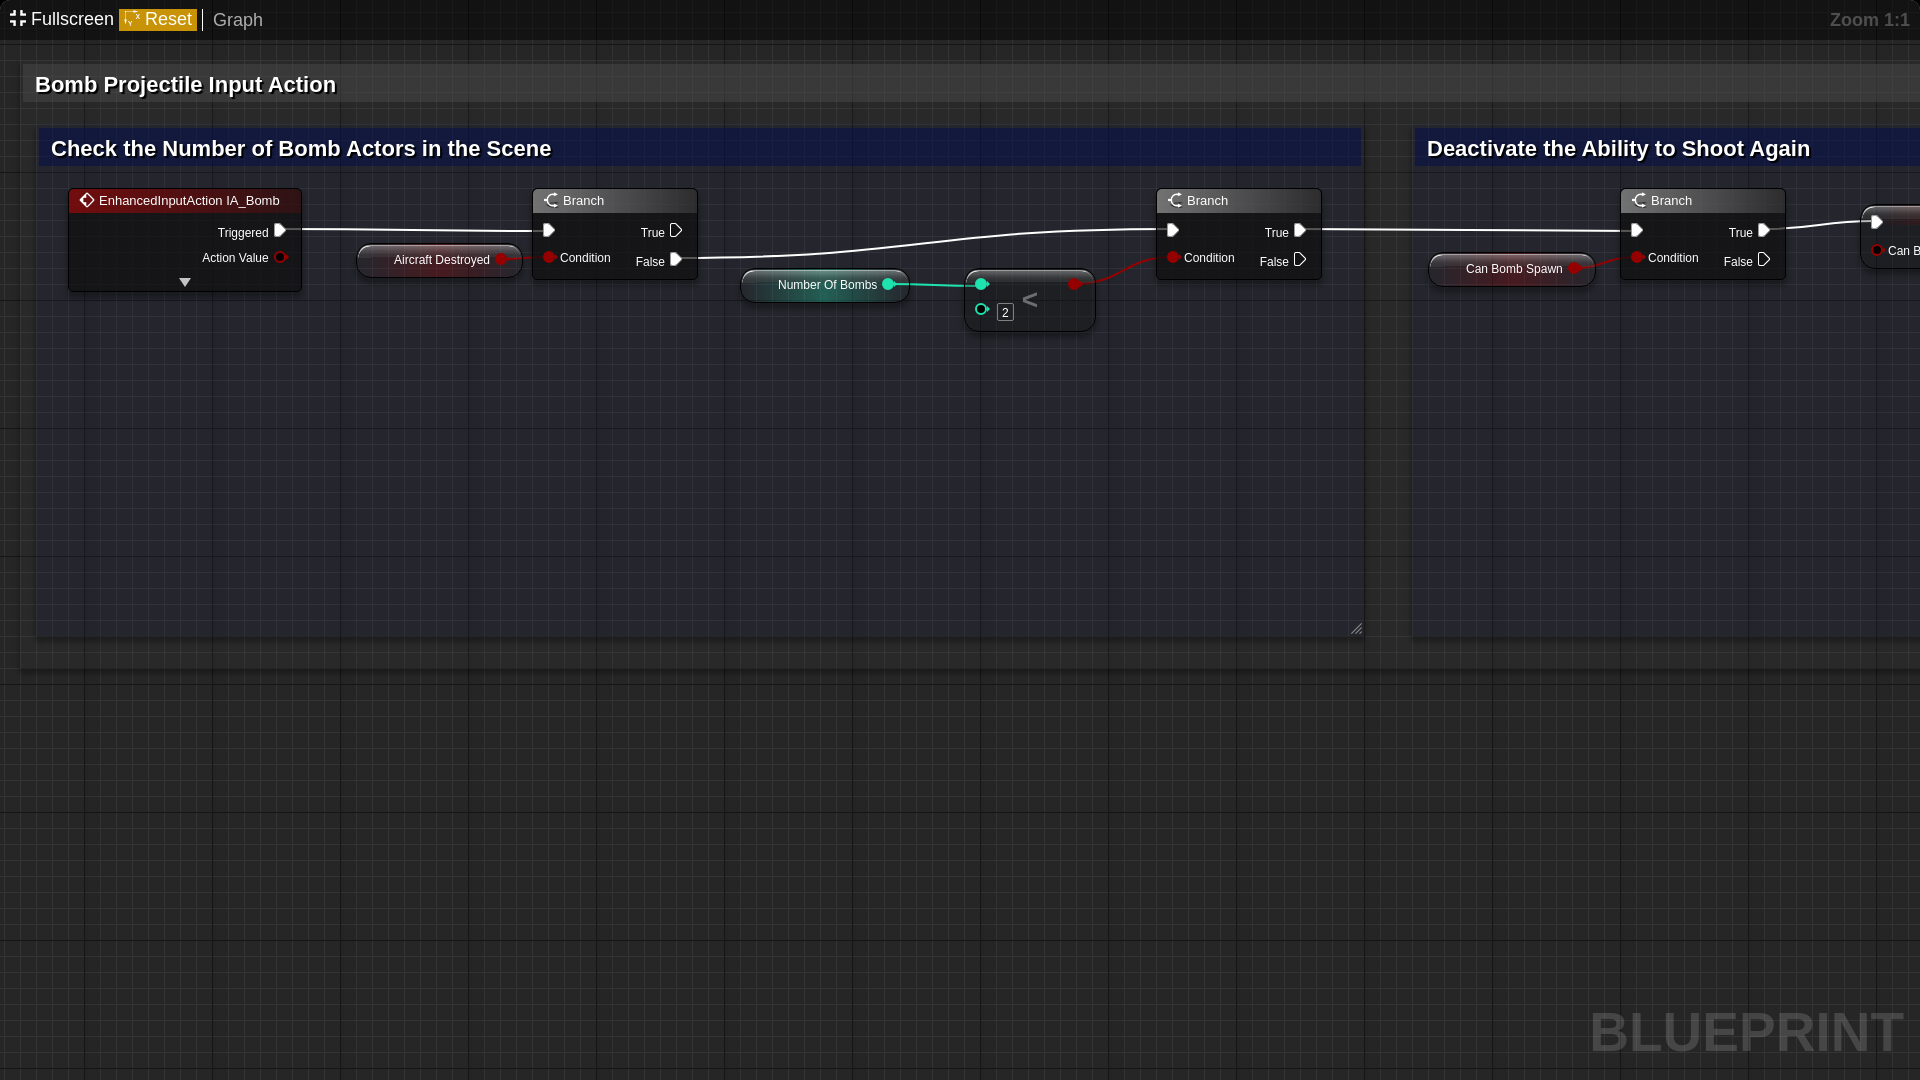 Fullscreen Reset Graph Zoom 1:1
Bomb Projectile Input Action
Check the Number of Bomb Actors in the Scene
Deactivate the Ability to Shoot Again
EnhancedInputAction IA_Bomb
Triggered
Action Value
Aircraft Destroyed
Branch
True
Condition
False
Number Of Bombs
2
<
Branch
True
Condition
False
Can Bomb Spawn
Branch
True
Condition
False
Can B
BLUEPRINT